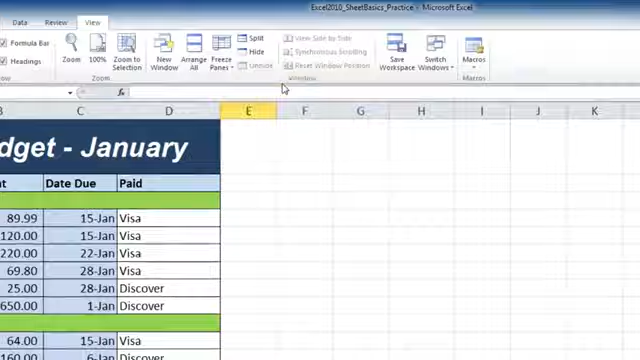 Excel2010_SheetBasics_Practice - Microsoft Excel
Data Review View
Formula Bar
Headings
Zoom
100%
Zoom to Selection
Zoom
New Window
Arrange All
Freeze Panes
Split
Hide
Unhide
View Side by Side
Synchronous Scrolling
Reset Window Position
Window
Save Workspace
Switch Windows
Macros
Macros
fx
B C D E F G H I J K
dget - January
nt Date Due Paid
89.99 15-Jan Visa
120.00 15-Jan Visa
220.00 22-Jan Visa
69.80 28-Jan Visa
25.00 28-Jan Discover
650.00 1-Jan Discover
64.00 15-Jan Visa
160.00 6-Jan Discover